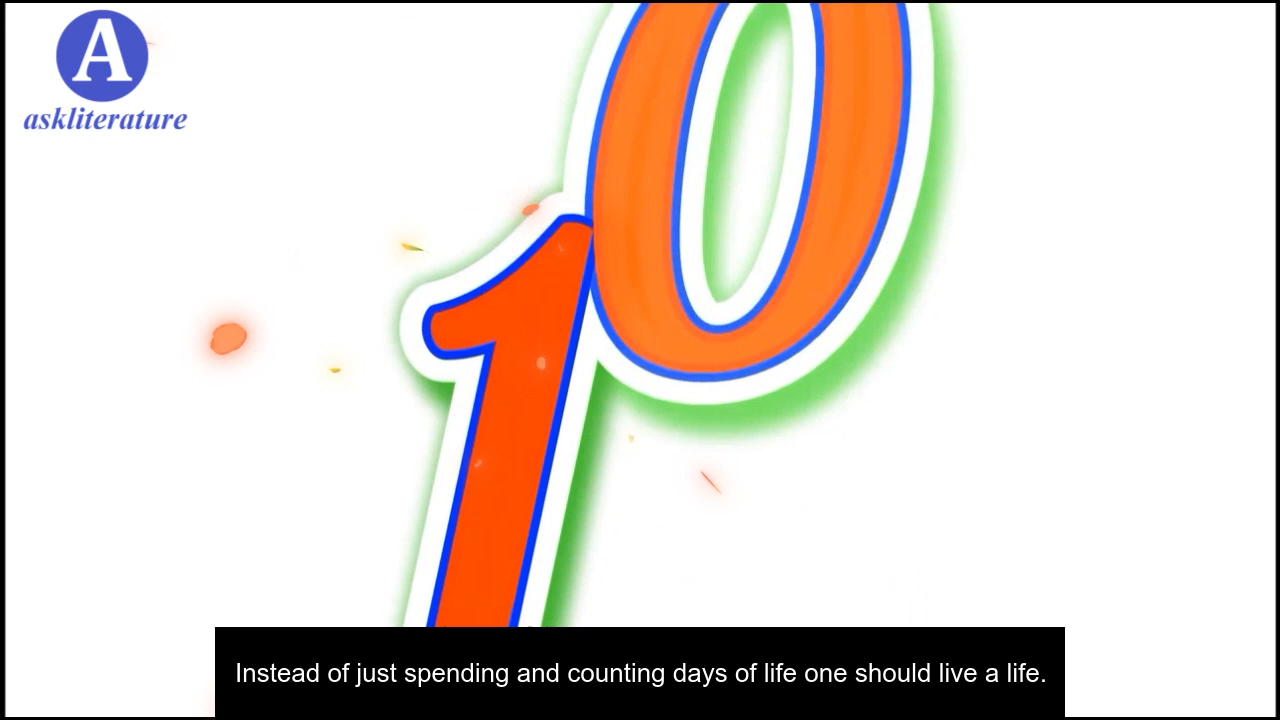 A
askliterature
10
Instead of just spending and counting days of life one should live a life.